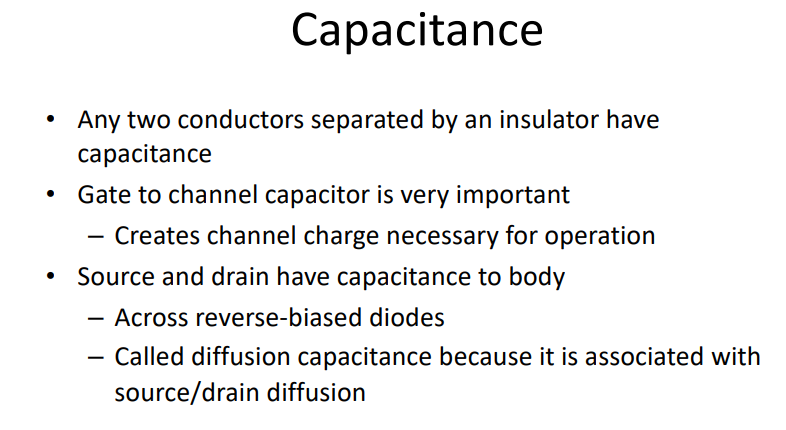 Capacitance
• Any two conductors separated by an insulator have
capacitance
• Gate to channel capacitor is very important
– Creates channel charge necessary for operation
• Source and drain have capacitance to body
– Across reverse-biased diodes
– Called diffusion capacitance because it is associated with
source/drain diffusion